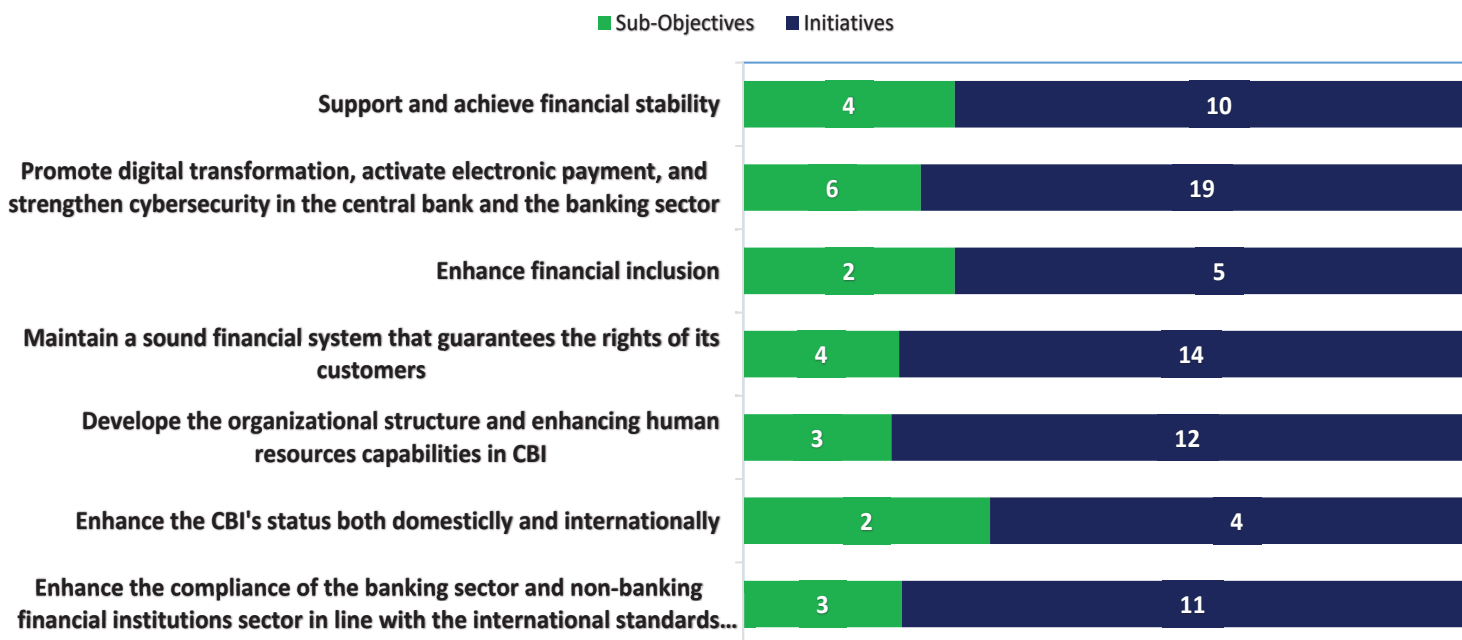 Sub-Objectives Initiatives
Support and achieve financial stability
4 10
Promote digital transformation, activate electronic payment, and
strengthen cybersecurity in the central bank and the banking sector
6 19
Enhance financial inclusion
2 5
Maintain a sound financial system that guarantees the rights of its
customers
4 14
Develope the organizational structure and enhancing human
resources capabilities in CBI
3 12
Enhance the CBI's status both domesticlly and internationally
2 4
Enhance the compliance of the banking sector and non-banking
financial institutions sector in line with the international standards...
3 11